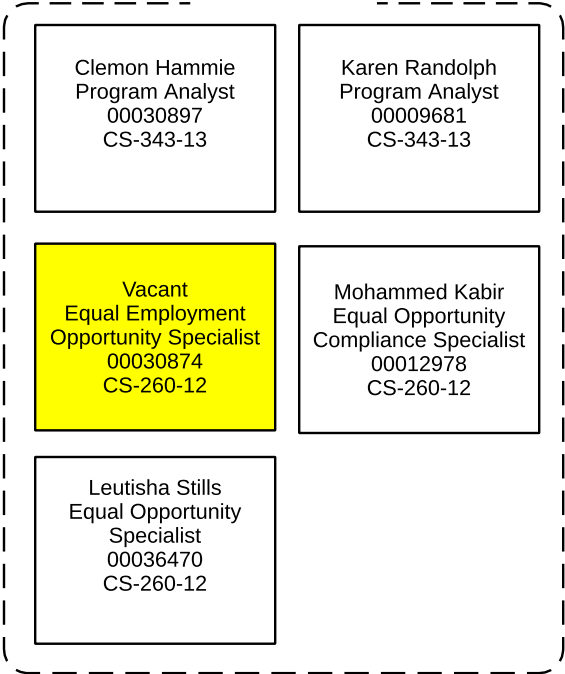 Clemon Hammie
Program Analyst
00030897
CS-343-13
Karen Randolph
Program Analyst
00009681
CS-343-13
Vacant
Equal Employment
Opportunity Specialist
00030874
CS-260-12
Mohammed Kabir
Equal Opportunity
Compliance Specialist
00012978
CS-260-12
Leutisha Stills
Equal Opportunity
Specialist
00036470
CS-260-12